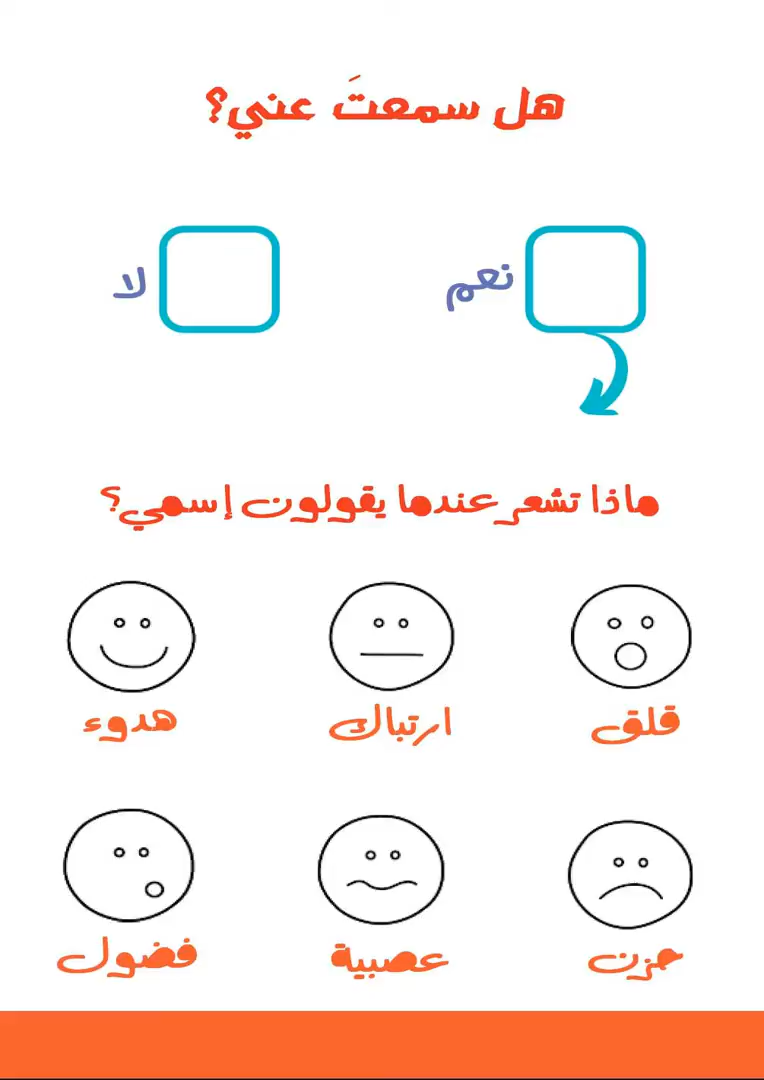 هل سمعتَ عني؟
نعم
لا
ماذا تشعر عندما يقولون إسمي؟
قلق
ارتباك
هدوء
حزن
عصبية
فضول